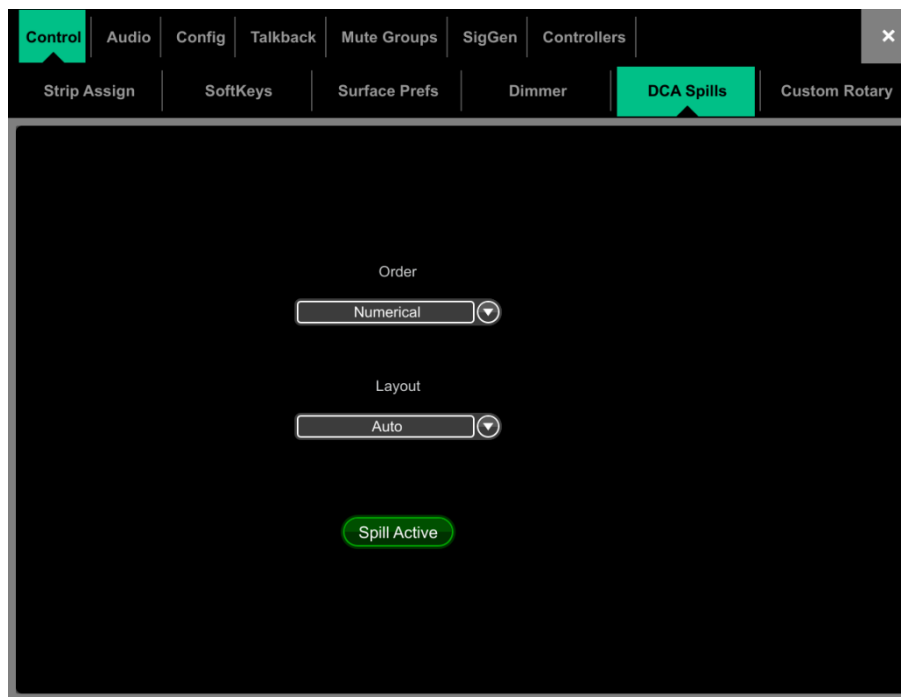 Control Audio Config Talkback Mute Groups SigGen Controllers ×
Strip Assign SoftKeys Surface Prefs Dimmer DCA Spills Custom Rotary
Order
Numerical
Layout
Auto
Spill Active